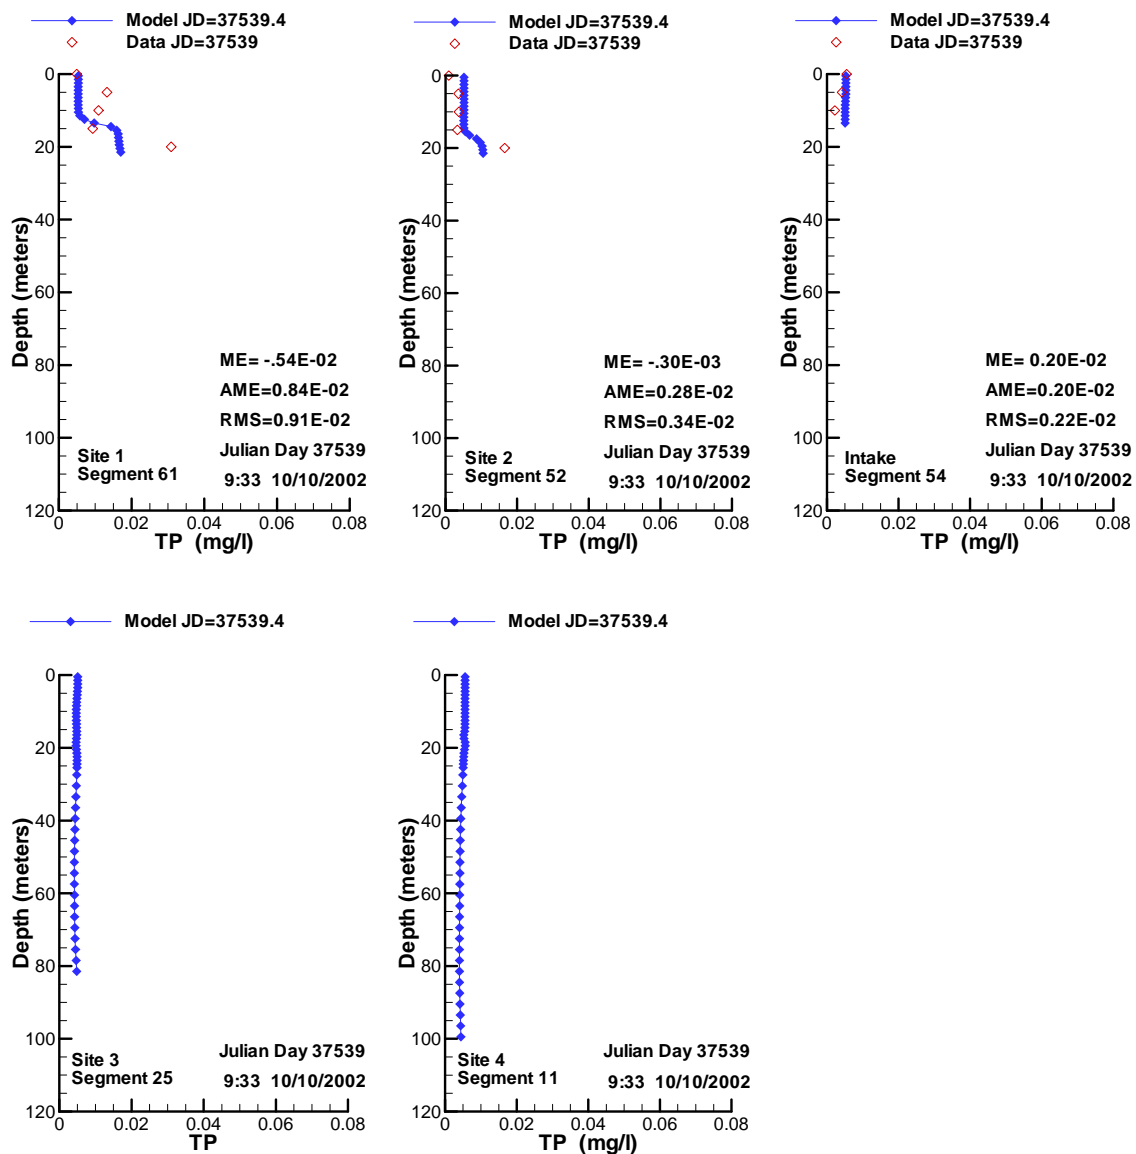 Model JD=37539.4
Data JD=37539
0
20
40
60
80
100
120
Depth (meters)
ME= -.54E-02
AME=0.84E-02
RMS=0.91E-02
Julian Day 37539
9:33 10/10/2002
Site 1
Segment 61
0 0.02 0.04 0.06 0.08
TP (mg/l)
Model JD=37539.4
Data JD=37539
0
20
40
60
80
100
120
Depth (meters)
ME= -.30E-03
AME=0.28E-02
RMS=0.34E-02
Julian Day 37539
9:33 10/10/2002
Site 2
Segment 52
0 0.02 0.04 0.06 0.08
TP (mg/l)
Model JD=37539.4
Data JD=37539
0
20
40
60
80
100
120
Depth (meters)
ME= 0.20E-02
AME=0.20E-02
RMS=0.22E-02
Julian Day 37539
9:33 10/10/2002
Intake
Segment 54
0 0.02 0.04 0.06 0.08
TP (mg/l)
Model JD=37539.4
0
20
40
60
80
100
120
Depth (meters)
Site 3
Segment 25
Julian Day 37539
9:33 10/10/2002
0 0.02 0.04 0.06 0.08
TP
Model JD=37539.4
0
20
40
60
80
100
120
Depth (meters)
Site 4
Segment 11
Julian Day 37539
9:33 10/10/2002
0 0.02 0.04 0.06 0.08
TP (mg/l)